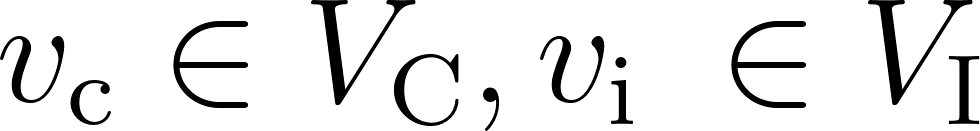 v_c ∈ V_C, v_i ∈ V_I